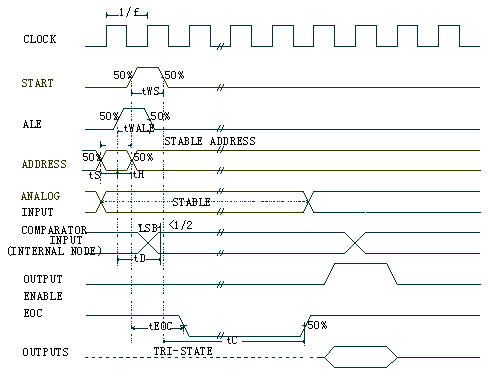 1/f
CLOCK
START
50%
50%
tWS
ALE
50%
50%
tWALE
STABLE ADDRESS
ADDRESS
50%
50%
tS
tH
ANALOG
INPUT
STABLE
COMPARATOR
INPUT
(INTERNAL NODE)
LSB
<1/2
tD
OUTPUT
ENABLE
EOC
tEOC
50%
tC
OUTPUTS
TRI-STATE